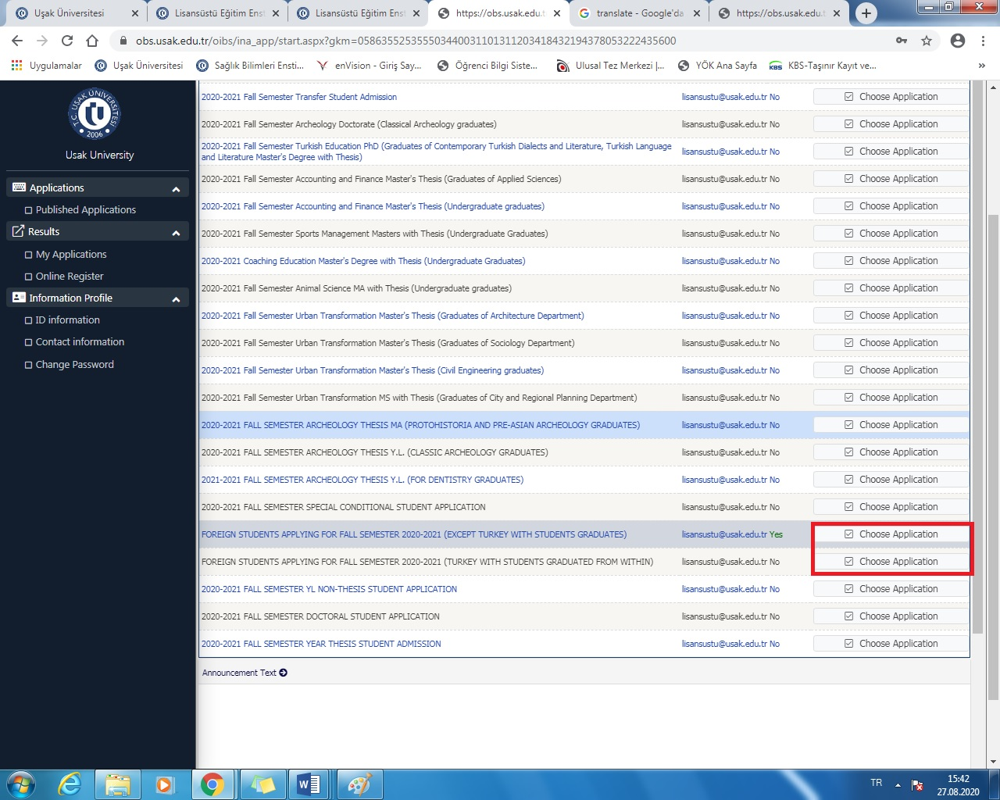 Uşak Üniversitesi
Lisansüstü Eğitim Enst
Lisansüstü Eğitim Enst
https://obs.usak.edu.t
translate - Google'da
https://obs.usak.edu.t
obs.usak.edu.tr/oibs/ina_app/start.aspx?gkm=0586355253555034400311013112034184321943780532224356​00
Uygulamalar
Uşak Üniversitesi
Sağlık Bilimleri Ensti...
enVision - Giriş Say...
Öğrenci Bilgi Siste...
Ulusal Tez Merkezi |...
YÖK Ana Sayfa
KBS KBS-Taşınır Kayıt ve...
»
T.C. UŞAK ÜNİVERSİTESİ
2006
Usak University
Applications
Published Applications
Results
My Applications
Online Register
Information Profile
ID information
Contact information
Change Password
2020-2021 Fall Semester Transfer Student Admission lisansustu@usak.edu.tr No Choose Application
2020-2021 Fall Semester Archeology Doctorate (Classical Archeology graduates) lisansustu@usak.edu.tr No Choose Application
2020-2021 Fall Semester Turkish Education PhD (Graduates of Contemporary Turkish Dialects and Literature, Turkish Language
and Literature Master's Degree with Thesis) lisansustu@usak.edu.tr No Choose Application
2020-2021 Fall Semester Accounting and Finance Master's Thesis (Graduates of Applied Sciences) lisansustu@usak.edu.tr No Choose Application
2020-2021 Fall Semester Accounting and Finance Master's Thesis (Undergraduate graduates) lisansustu@usak.edu.tr No Choose Application
2020-2021 Fall Semester Sports Management Masters with Thesis (Undergraduate Graduates) lisansustu@usak.edu.tr No Choose Application
2020-2021 Coaching Education Master's Degree with Thesis (Undergraduate Graduates) lisansustu@usak.edu.tr No Choose Application
2020-2021 Fall Semester Animal Science MA with Thesis (Undergraduate graduates) lisansustu@usak.edu.tr No Choose Application
2020-2021 Fall Semester Urban Transformation Master's Thesis (Graduates of Architecture Department) lisansustu@usak.edu.tr No Choose Application
2020-2021 Fall Semester Urban Transformation Master's Thesis (Graduates of Sociology Department) lisansustu@usak.edu.tr No Choose Application
2020-2021 Fall Semester Urban Transformation Master's Thesis (Civil Engineering graduates) lisansustu@usak.edu.tr No Choose Application
2020-2021 Fall Semester Urban Transformation MS with Thesis (Graduates of City and Regional Planning Department) lisansustu@usak.edu.tr No Choose Application
2020-2021 FALL SEMESTER ARCHEOLOGY THESIS MA (PROTOHISTORIA AND PRE-ASIAN ARCHEOLOGY GRADUATES) lisansustu@usak.edu.tr No Choose Application
2020-2021 FALL SEMESTER ARCHEOLOGY THESIS Y.L. (CLASSIC ARCHEOLOGY GRADUATES) lisansustu@usak.edu.tr No Choose Application
2021-2021 FALL SEMESTER ARCHEOLOGY THESIS Y.L. (FOR DENTISTRY GRADUATES) lisansustu@usak.edu.tr No Choose Application
2020-2021 FALL SEMESTER SPECIAL CONDITIONAL STUDENT APPLICATION lisansustu@usak.edu.tr No Choose Application
FOREIGN STUDENTS APPLYING FOR FALL SEMESTER 2020-2021 (EXCEPT TURKEY WITH STUDENTS GRADUATES) lisansustu@usak.edu.tr Yes Choose Application
FOREIGN STUDENTS APPLYING FOR FALL SEMESTER 2020-2021 (TURKEY WITH STUDENTS GRADUATED FROM WITHIN) lisansustu@usak.edu.tr No Choose Application
2020-2021 FALL SEMESTER YL NON-THESIS STUDENT APPLICATION lisansustu@usak.edu.tr No Choose Application
2020-2021 FALL SEMESTER DOCTORAL STUDENT APPLICATION lisansustu@usak.edu.tr No Choose Application
2020-2021 FALL SEMESTER YEAR THESIS STUDENT ADMISSION lisansustu@usak.edu.tr No Choose Application
Announcement Text
TR
15:42
27.08.2020